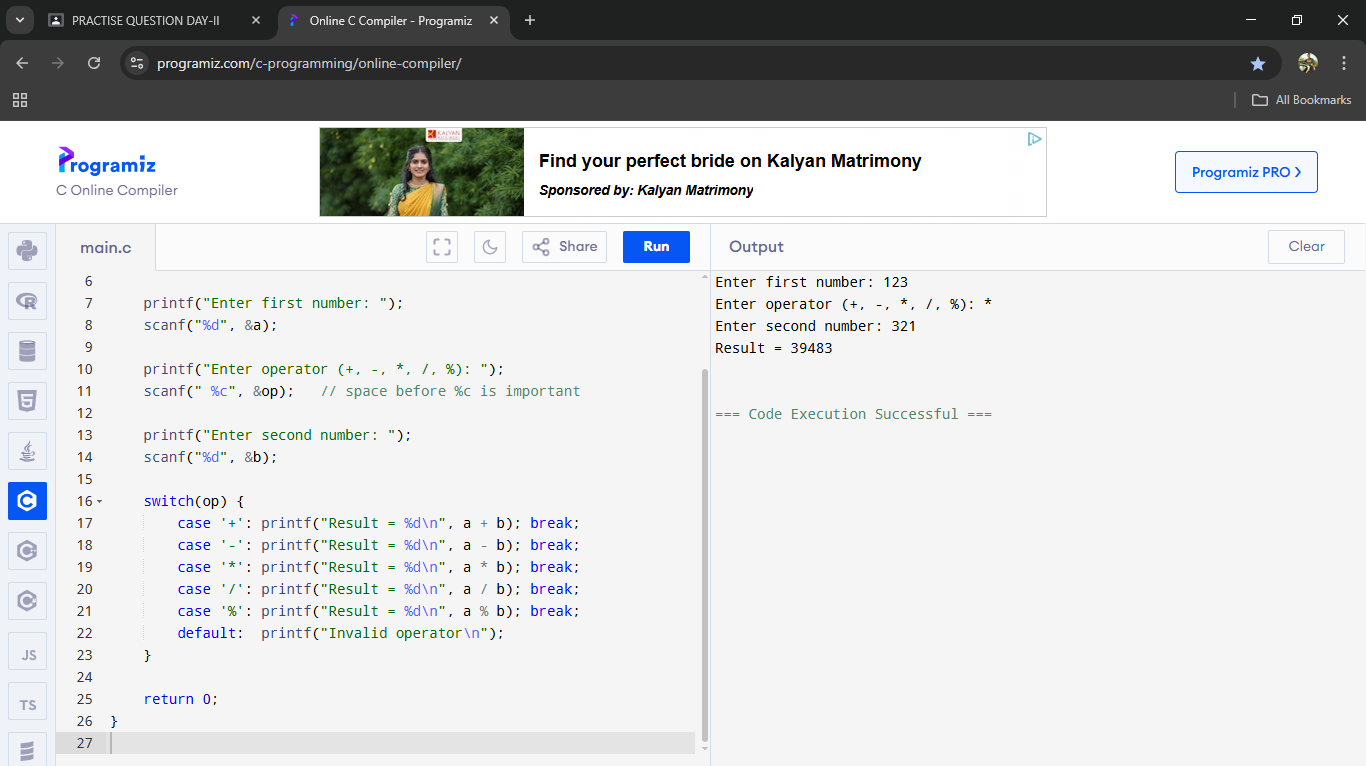 PRACTISE QUESTION DAY-II
Online C Compiler - Programiz
programiz.com/c-programming/online-compiler/
All Bookmarks
Programiz
C Online Compiler
KALYAN
Find your perfect bride on Kalyan Matrimony
Sponsored by: Kalyan Matrimony
Programiz PRO >
main.c
Share
Run
Output
Clear
6
7 printf("Enter first number: ");
8 scanf("%d", &a);
9
10 printf("Enter operator (+, -, *, /, %): ");
11 scanf(" %c", &op);   // space before %c is important
12
13 printf("Enter second number: ");
14 scanf("%d", &b);
15
16 switch(op) {
17 case '+': printf("Result = %d\n", a + b); break;
18 case '-': printf("Result = %d\n", a - b); break;
19 case '*': printf("Result = %d\n", a * b); break;
20 case '/': printf("Result = %d\n", a / b); break;
21 case '%': printf("Result = %d\n", a % b); break;
22 default:  printf("Invalid operator\n");
23 }
24
25 return 0;
26 }
27
Enter first number: 123
Enter operator (+, -, *, /, %): *
Enter second number: 321
Result = 39483
=== Code Execution Successful ===
R
5
C
C
C
JS
TS